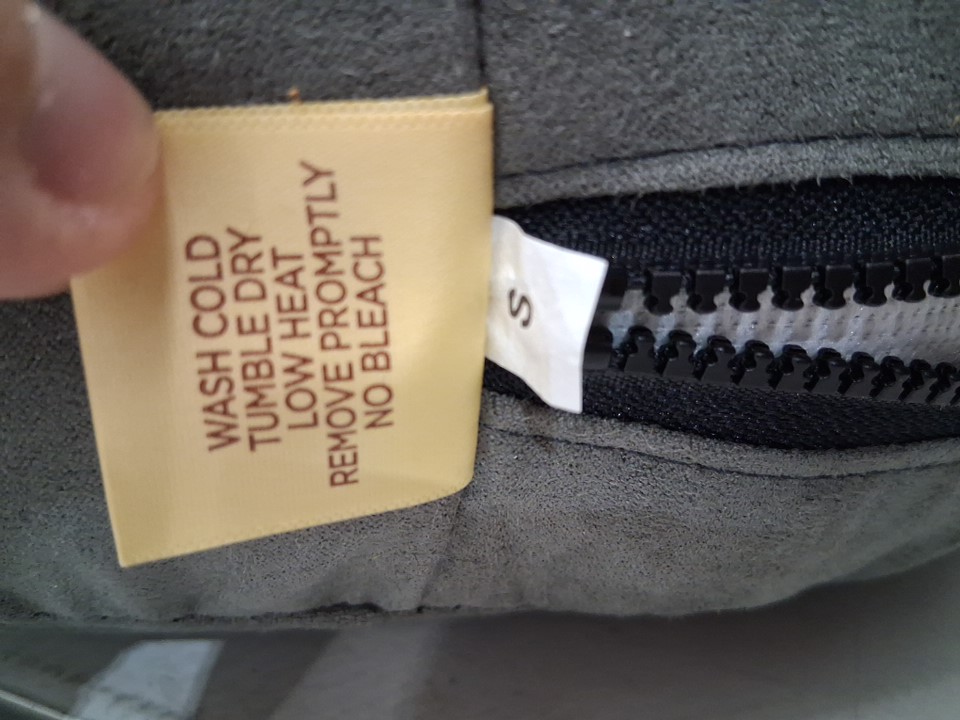 WASH COLD
TUMBLE DRY
LOW HEAT
REMOVE PROMPTLY
NO BLEACH
S